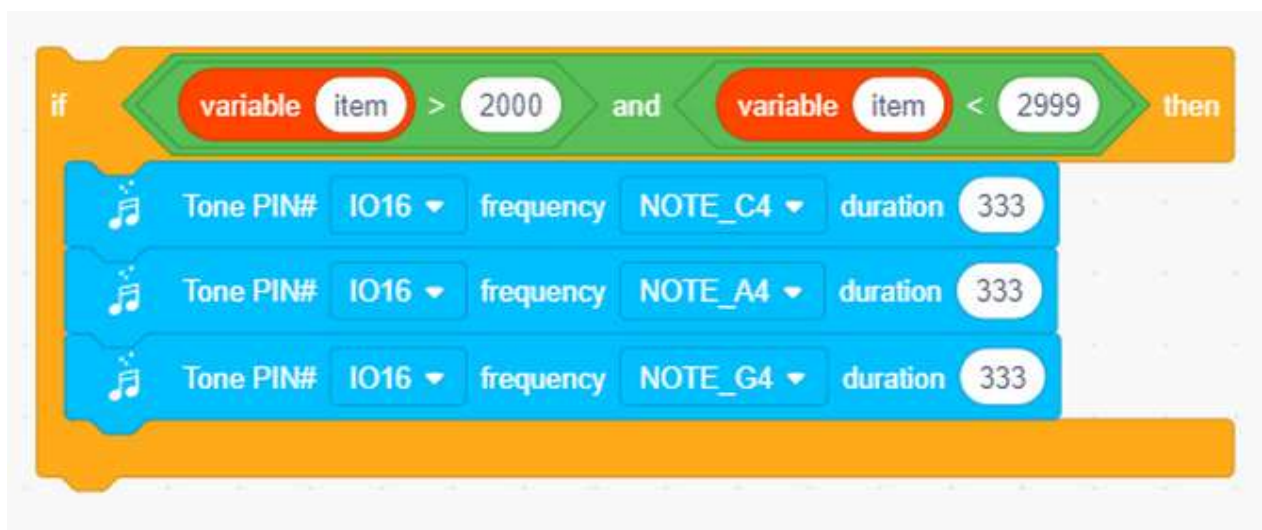 if variable item > 2000 and variable item < 2999 then
Tone PIN# IO16 frequency NOTE_C4 duration 333
Tone PIN# IO16 frequency NOTE_A4 duration 333
Tone PIN# IO16 frequency NOTE_G4 duration 333